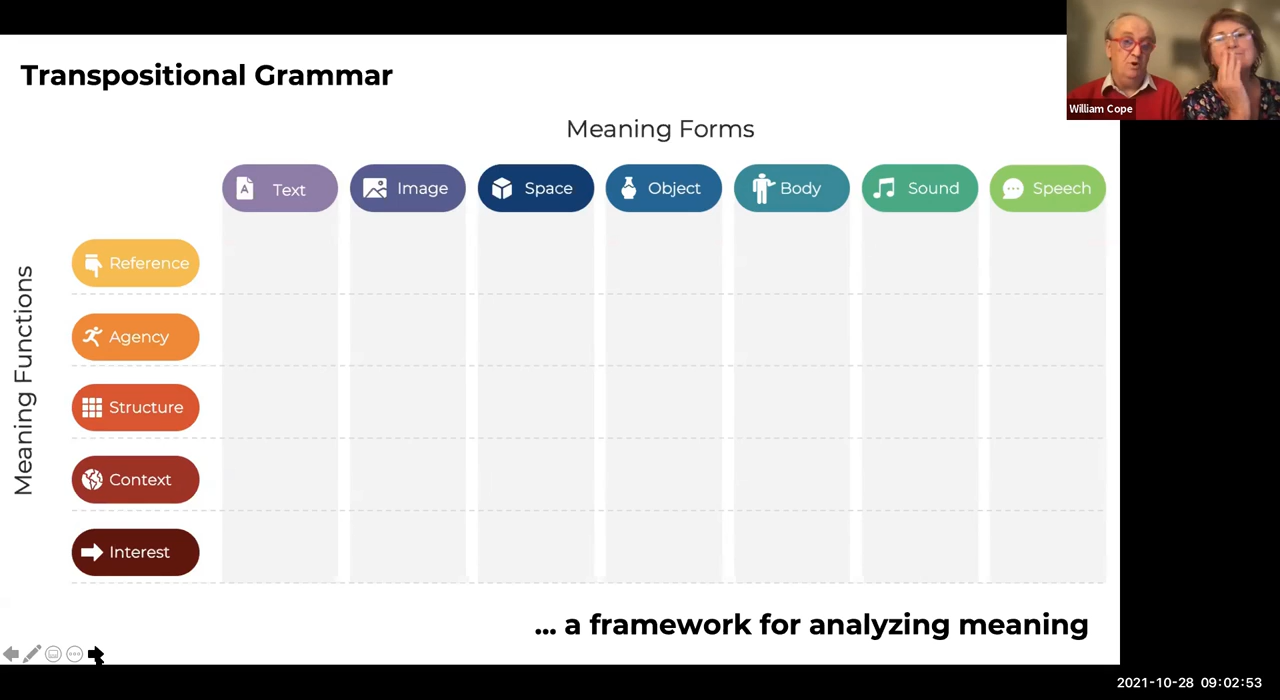 Transpositional Grammar
William Cope
Meaning Forms
Text Image Space Object Body Sound Speech
Meaning Functions
Reference
Agency
Structure
Context
Interest
... a framework for analyzing meaning
2021-10-28 09:02:53